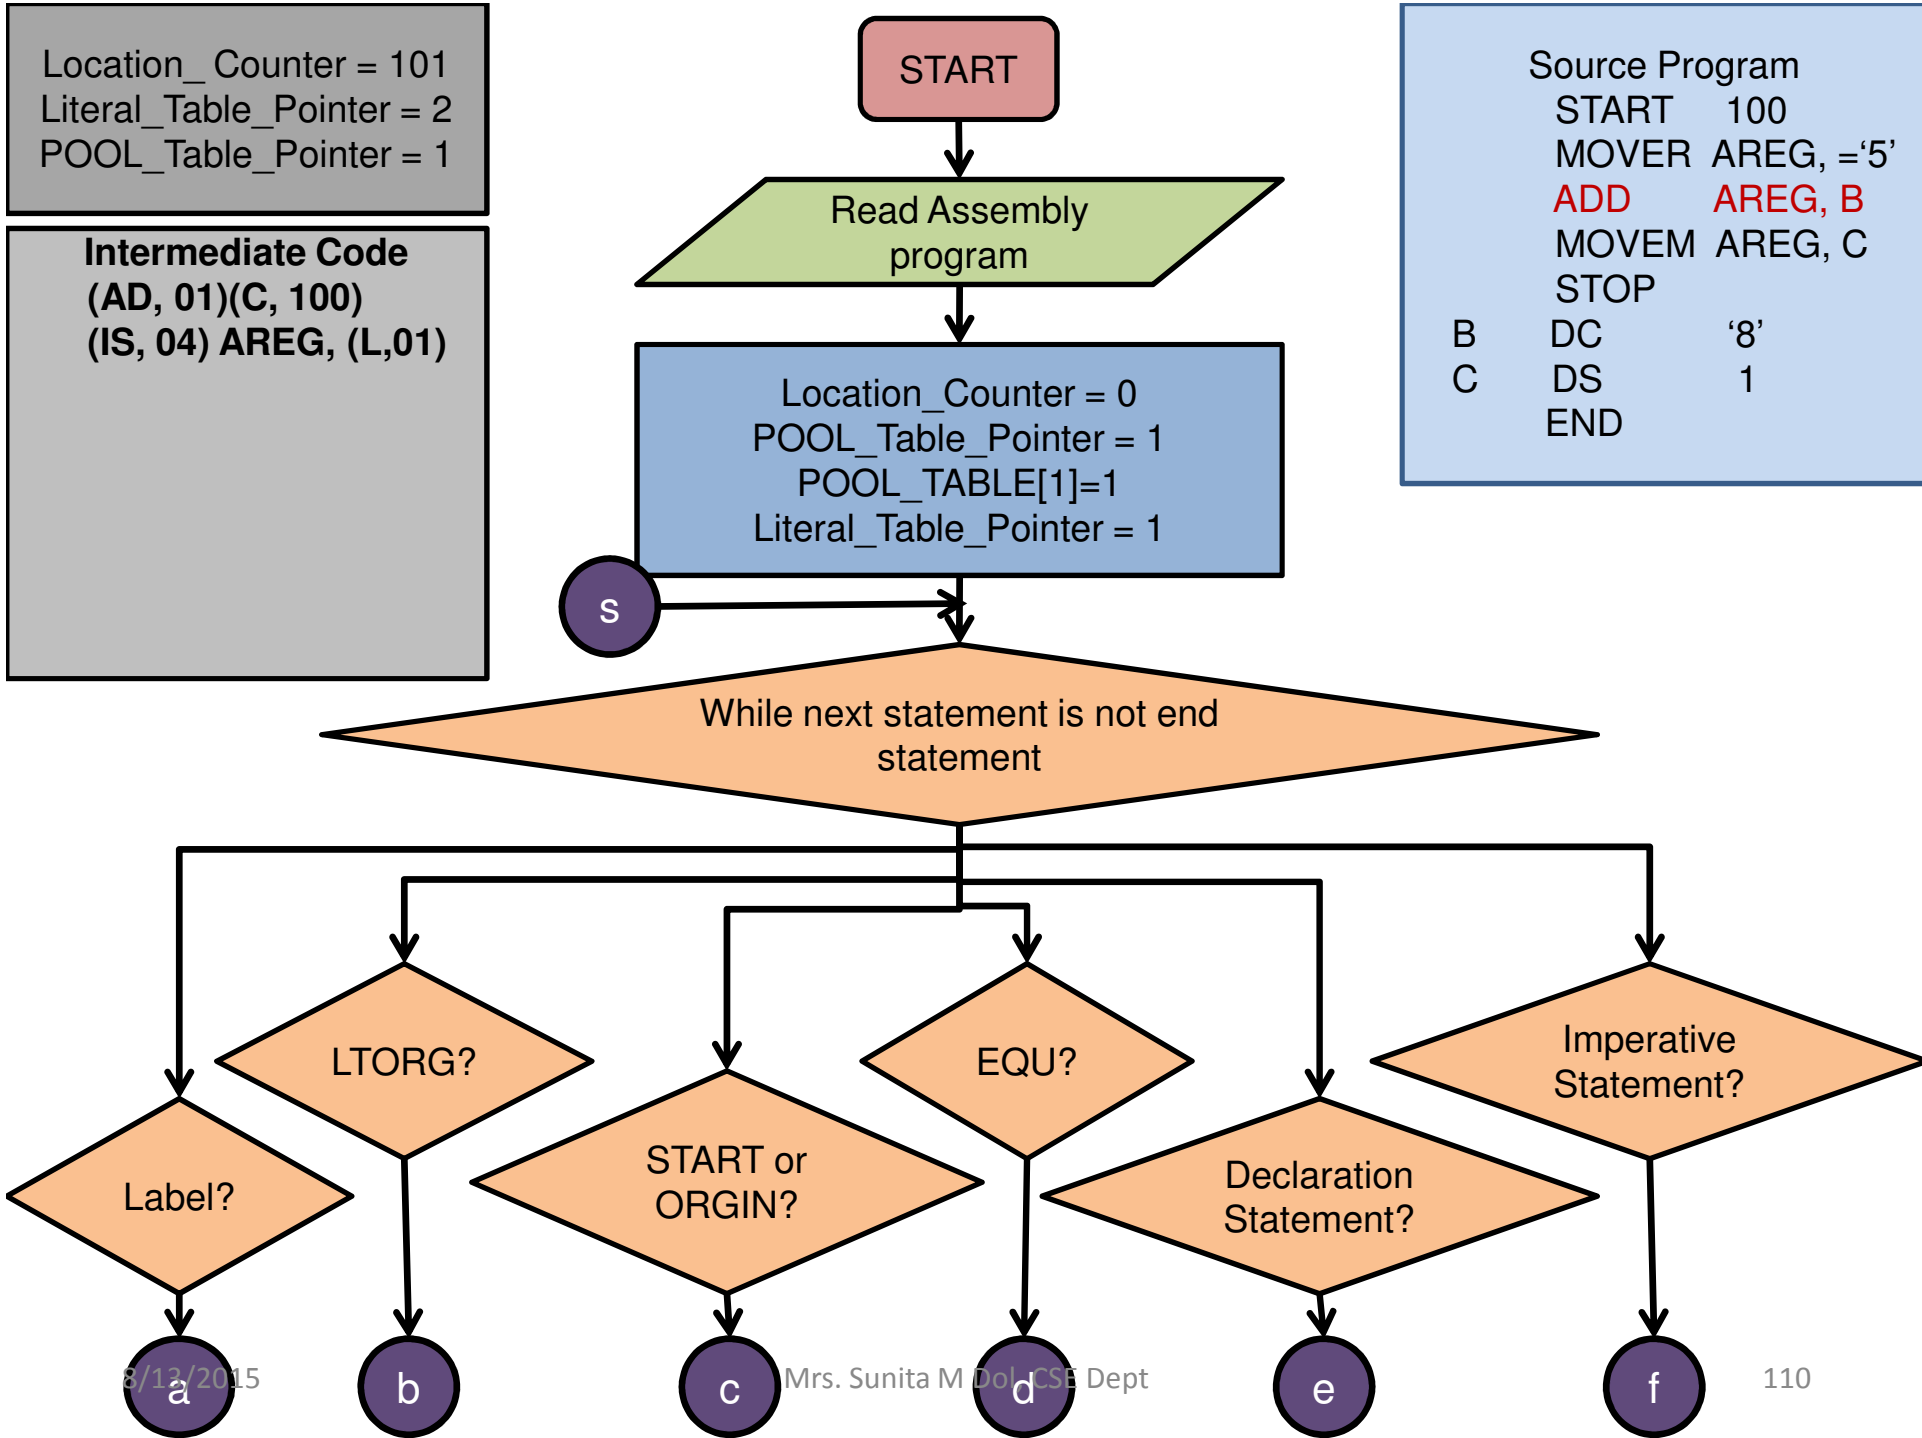 Location_ Counter = 101
Literal_Table_Pointer = 2
POOL_Table_Pointer = 1
Intermediate Code
(AD, 01)(C, 100)
(IS, 04) AREG, (L,01)
START
Read Assembly
program
Location_Counter = 0
POOL_Table_Pointer = 1
POOL_TABLE[1]=1
Literal_Table_Pointer = 1
Source Program
START 100
MOVER AREG, =‘5’
ADD AREG, B
MOVEM AREG, C
STOP
B DC ‘8’
C DS 1
END
s
While next statement is not end
statement
Label?
LTORG?
START or
ORGIN?
EQU?
Declaration
Statement?
Imperative
Statement?
a
b
c
d
e
f
8/13/2015
Mrs. Sunita M Dol, CSE Dept
110